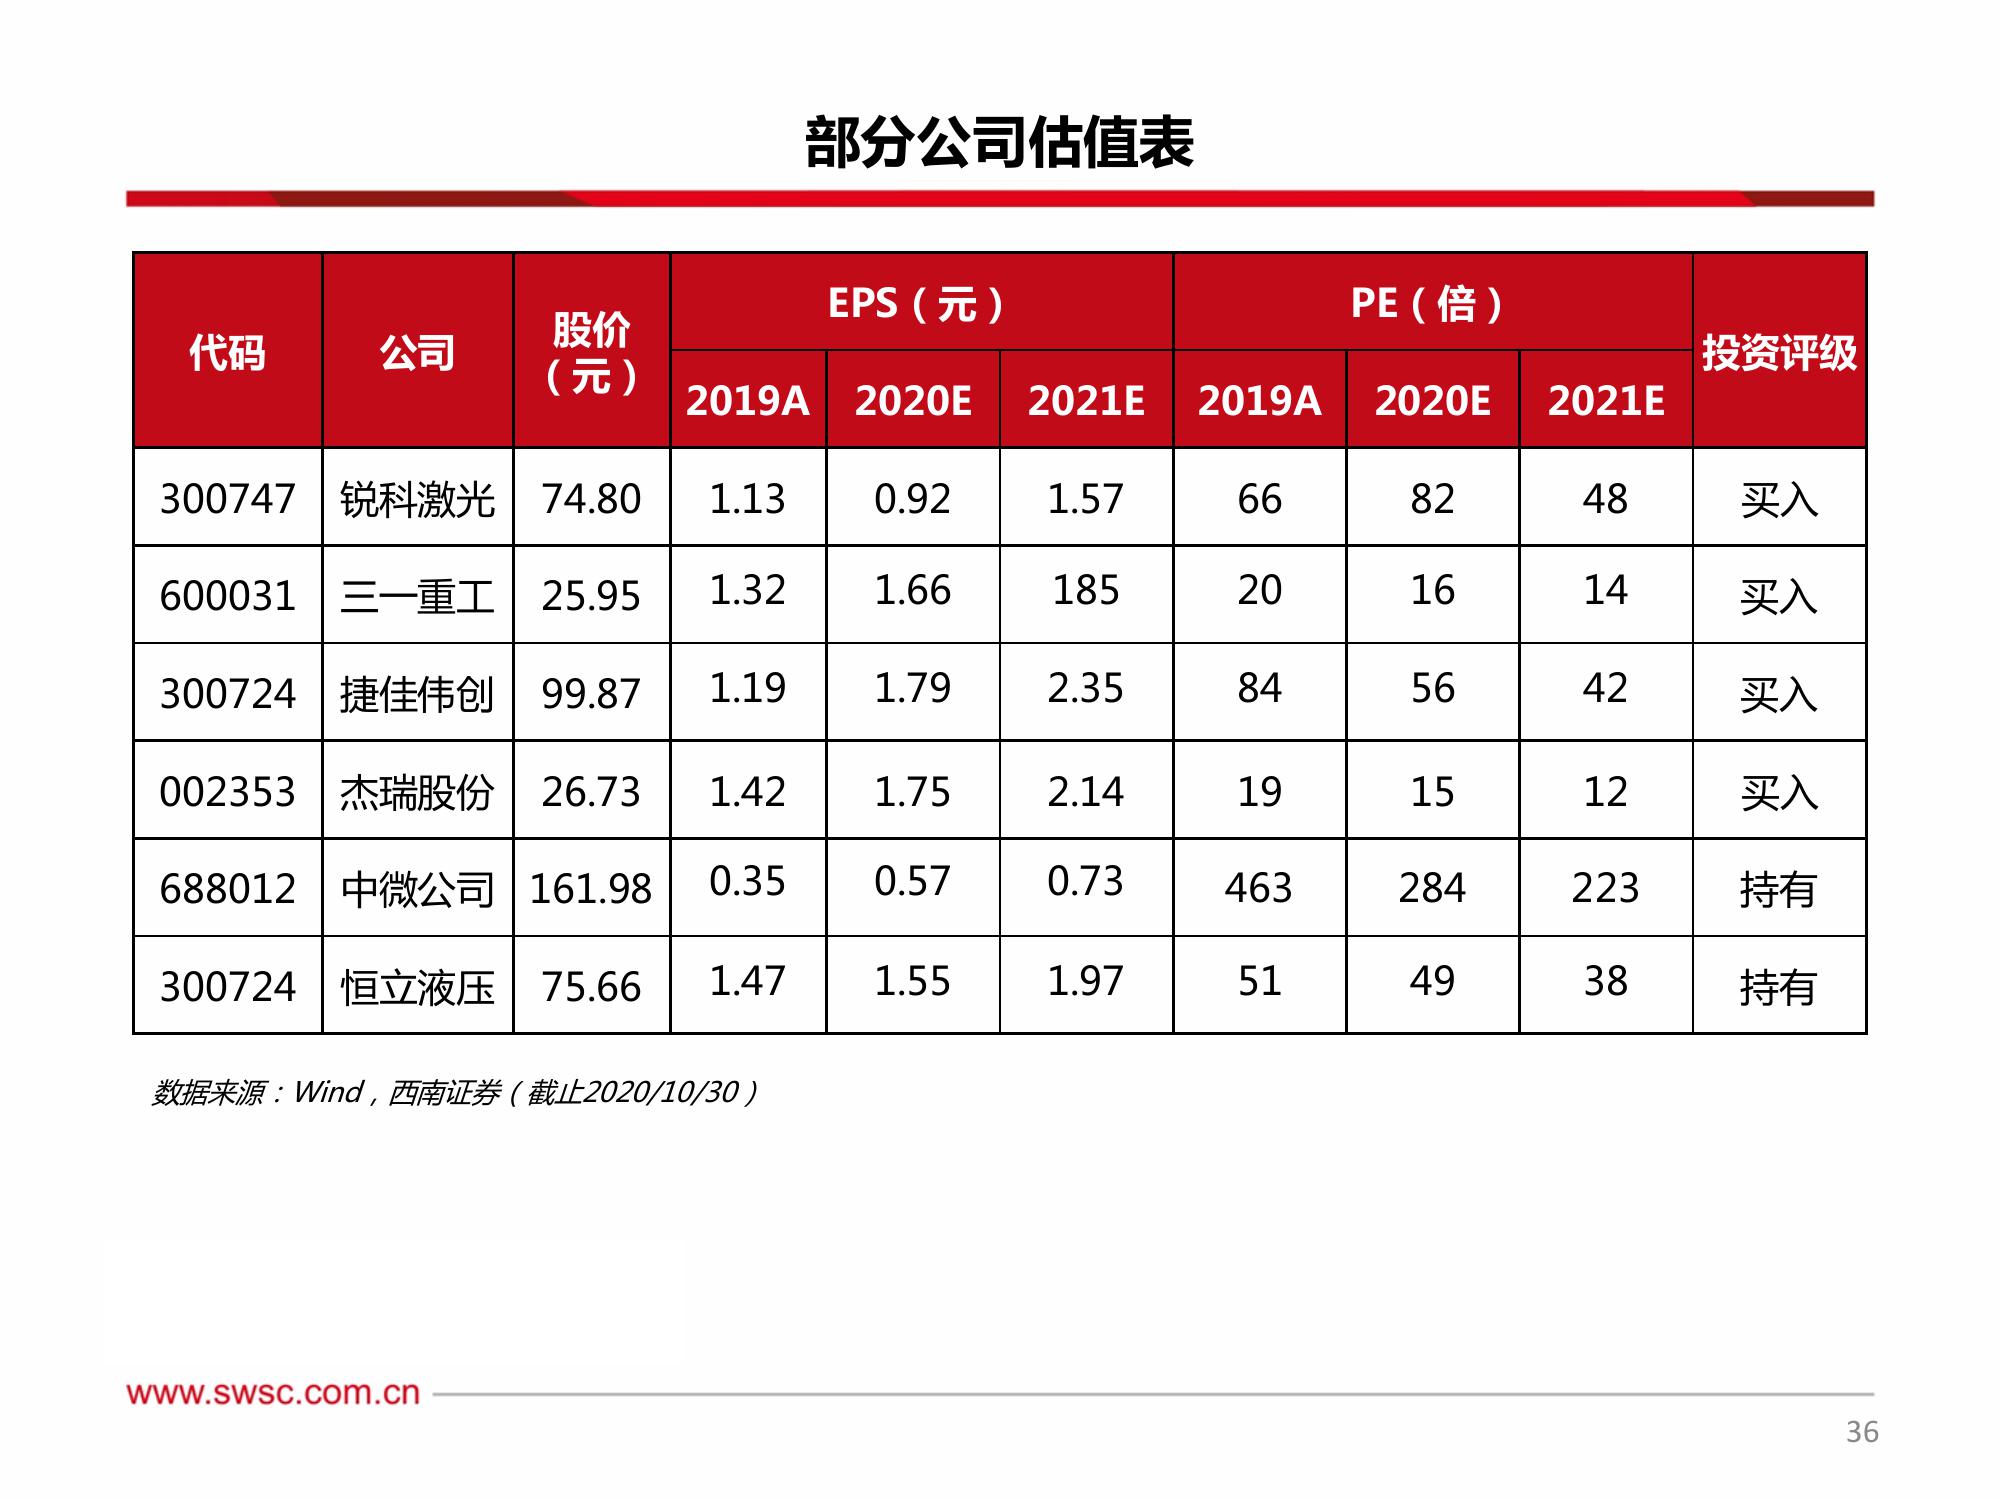 部分公司估值表
代码 公司 股价（元） EPS（元） PE（倍） 投资评级
2019A 2020E 2021E 2019A 2020E 2021E
300747 锐科激光 74.80 1.13 0.92 1.57 66 82 48 买入
600031 三一重工 25.95 1.32 1.66 185 20 16 14 买入
300724 捷佳伟创 99.87 1.19 1.79 2.35 84 56 42 买入
002353 杰瑞股份 26.73 1.42 1.75 2.14 19 15 12 买入
688012 中微公司 161.98 0.35 0.57 0.73 463 284 223 持有
300724 恒立液压 75.66 1.47 1.55 1.97 51 49 38 持有
数据来源：Wind，西南证券（截止2020/10/30）
www.swsc.com.cn
36